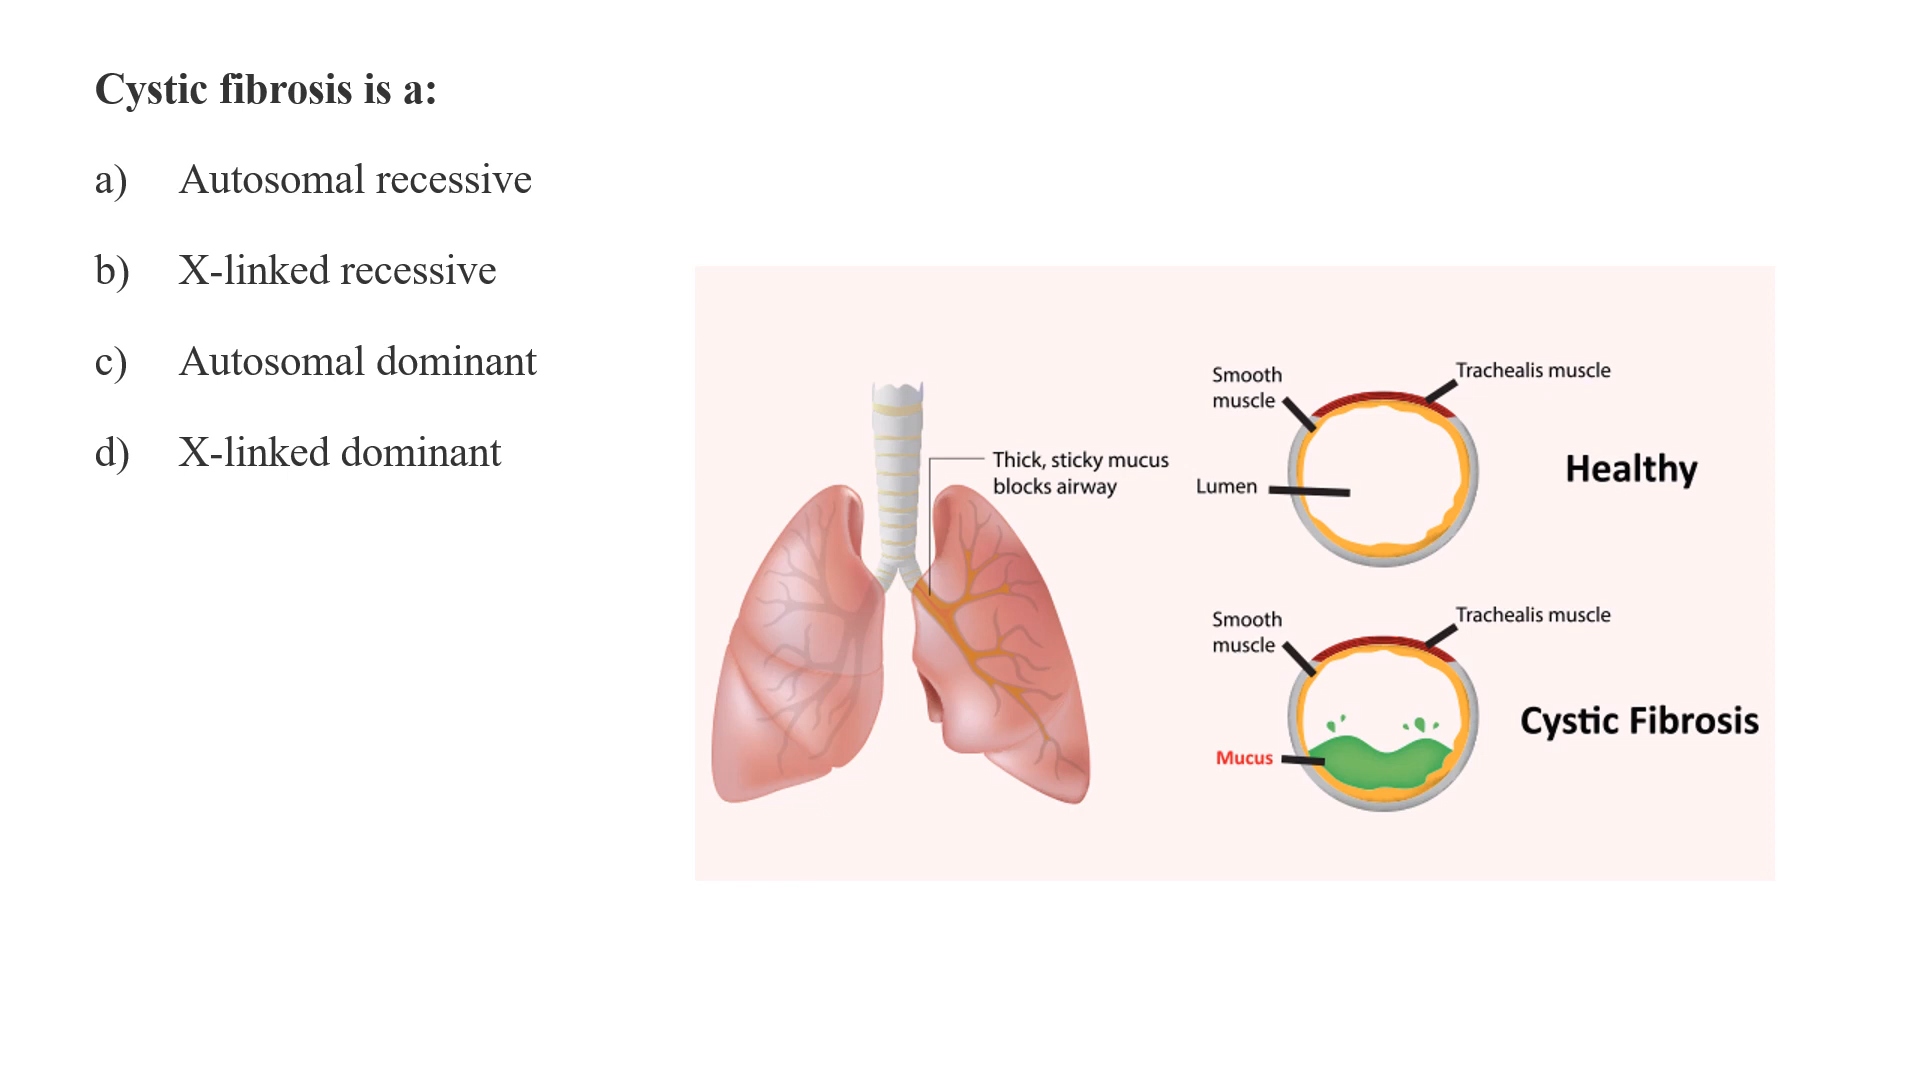 Cystic fibrosis is a:
a) Autosomal recessive
b) X-linked recessive
c) Autosomal dominant
d) X-linked dominant
Thick, sticky mucus
blocks airway
Smooth
muscle
Trachealis muscle
Lumen
Healthy
Smooth
muscle
Trachealis muscle
Mucus
Cystic Fibrosis